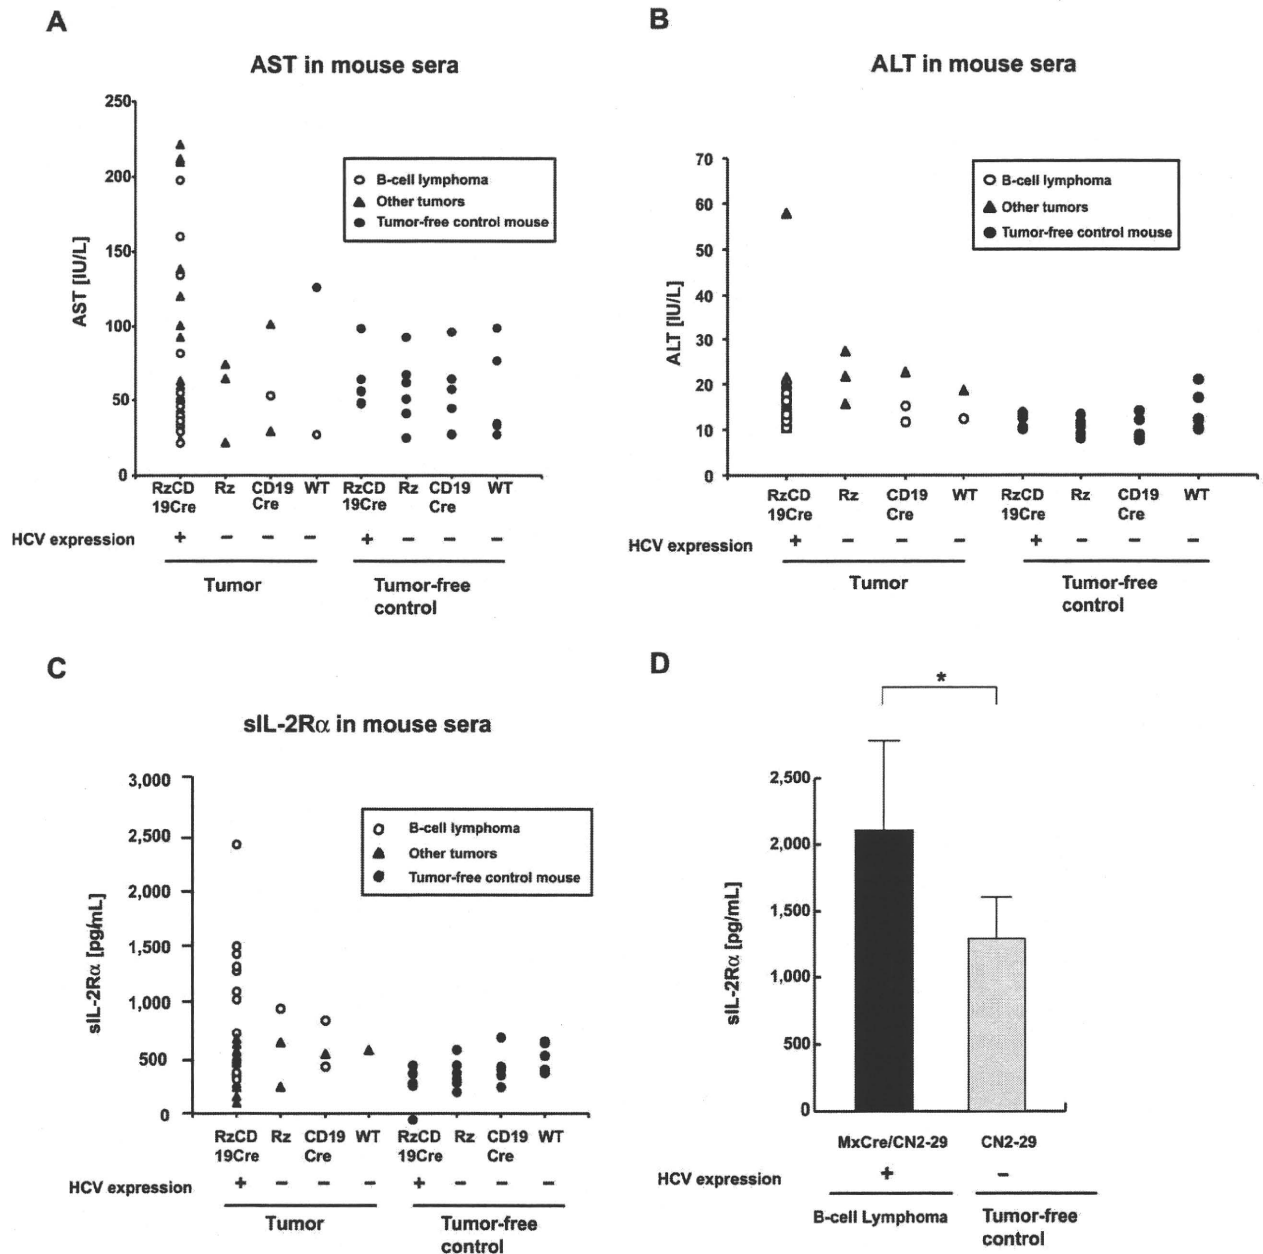 A
AST in mouse sera
250
200
150
100
50
0
AST [IU/L]
B-cell lymphoma
Other tumors
Tumor-free control mouse
RzCD Rz CD19 WT RzCD Rz CD19 WT
19Cre Cre 19Cre Cre
HCV expression + − − − + − − −
Tumor Tumor-free
control
B
ALT in mouse sera
70
60
50
40
30
20
10
0
ALT [IU/L]
B-cell lymphoma
Other tumors
Tumor-free control mouse
RzCD Rz CD19 WT RzCD Rz CD19 WT
19Cre Cre 19Cre Cre
HCV expression + − − − + − − −
Tumor Tumor-free
control
C
sIL-2Rα in mouse sera
3,000
2,500
2,000
1,500
1,000
500
0
sIL-2Rα [pg/mL]
B-cell lymphoma
Other tumors
Tumor-free control mouse
RzCD Rz CD19 WT RzCD Rz CD19 WT
19Cre Cre 19Cre Cre
HCV expression + − − − + − − −
Tumor Tumor-free
control
D
*
2,500
2,000
1,500
1,000
500
0
sIL-2Rα [pg/mL]
MxCre/CN2-29 CN2-29
HCV expression + −
B-cell Lymphoma Tumor-free
control